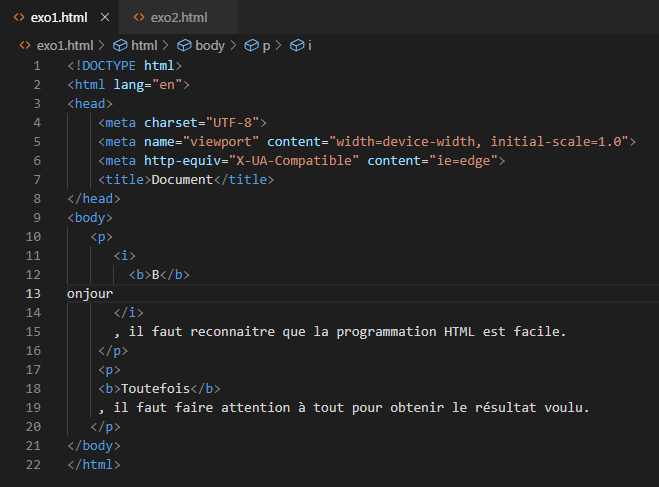 exo1.html × exo2.html
exo1.html > html > body > p > i
1 <!DOCTYPE html>
2 <html lang="en">
3 <head>
4 <meta charset="UTF-8">
5 <meta name="viewport" content="width=device-width, initial-scale=1.0">
6 <meta http-equiv="X-UA-Compatible" content="ie=edge">
7 <title>Document</title>
8 </head>
9 <body>
10 <p>
11 <i>
12 <b>B</b>
13 onjour
14 </i>
15 , il faut reconnaitre que la programmation HTML est facile.
16 </p>
17 <p>
18 <b>Toutefois</b>
19 , il faut faire attention à tout pour obtenir le résultat voulu.
20 </p>
21 </body>
22 </html>